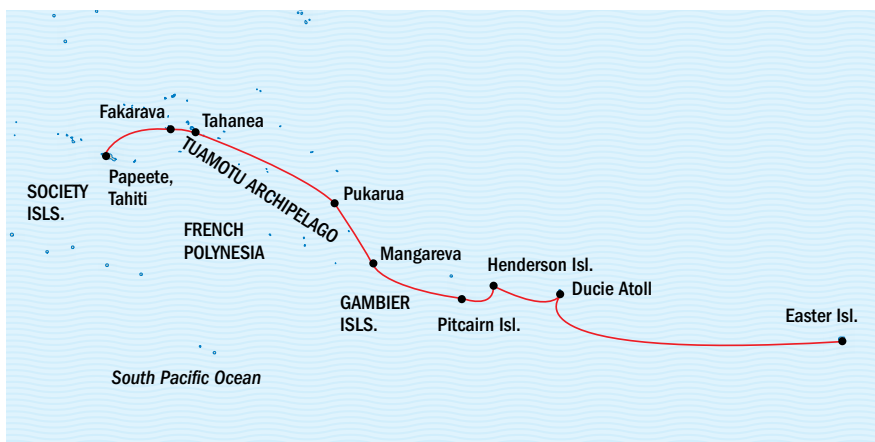 Fakarava
Tahanea
TUAMOTU ARCHIPELAGO
Papeete,
Tahiti
SOCIETY
ISLS.
Pukarua
FRENCH
POLYNESIA
Mangareva
Henderson Isl.
Ducie Atoll
GAMBIER
ISLS.
Pitcairn Isl.
Easter Isl.
South Pacific Ocean